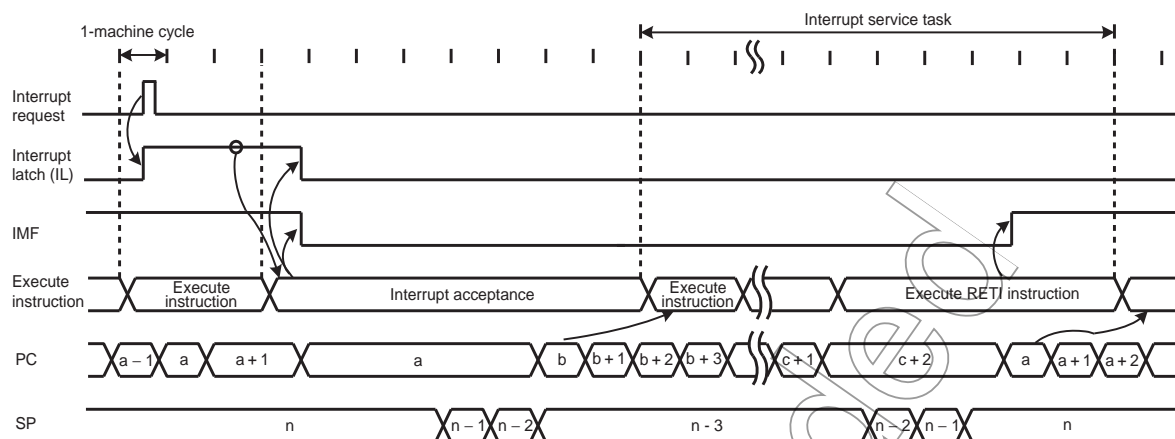 Interrupt service task
1-machine cycle
Interrupt
request
Interrupt
latch (IL)
IMF
Execute
instruction
Execute
instruction
Interrupt acceptance
Execute
instruction
Execute RETI instruction
PC
a – 1
a
a + 1
a
b
b + 1
b + 2
b + 3
c + 1
c + 2
a
a + 1
a + 2
SP
n
n – 1
n – 2
n - 3
n – 2
n – 1
n